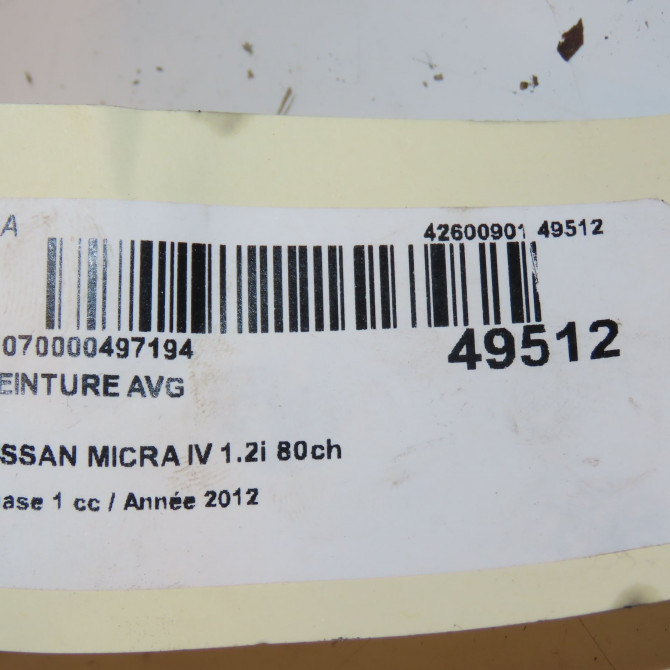 A
42600901 49512
070000497194
49512
EINTURE AVG
SSAN MICRA IV 1.2i 80ch
ase 1 cc / Année 2012